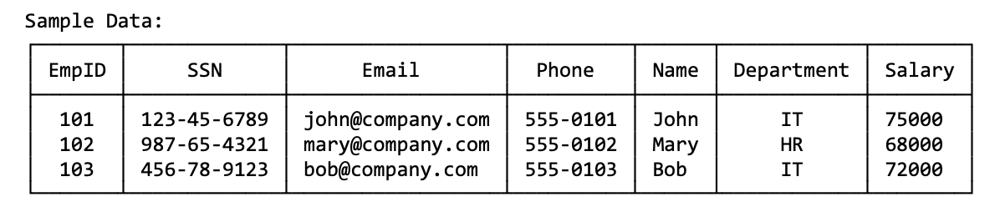 Sample Data:
EmpID SSN Email Phone Name Department Salary
101 123-45-6789 john@company.com 555-0101 John IT 75000
102 987-65-4321 mary@company.com 555-0102 Mary HR 68000
103 456-78-9123 bob@company.com 555-0103 Bob IT 72000